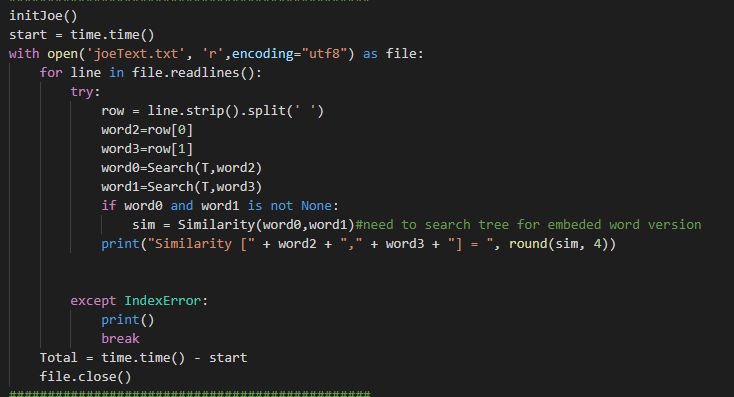 ###############################################
initJoe()
start = time.time()
with open('joeText.txt', 'r',encoding="utf8") as file:
    for line in file.readlines():
        try:
            row = line.strip().split(' ')
            word2=row[0]
            word3=row[1]
            word0=Search(T,word2)
            word1=Search(T,word3)
            if word0 and word1 is not None:
                sim = Similarity(word0,word1)#need to search tree for embeded word version
            print("Similarity [" + word2 + "," + word3 + "] = ", round(sim, 4))
        except IndexError:
            print()
            break
    Total = time.time() - start
    file.close()
###############################################